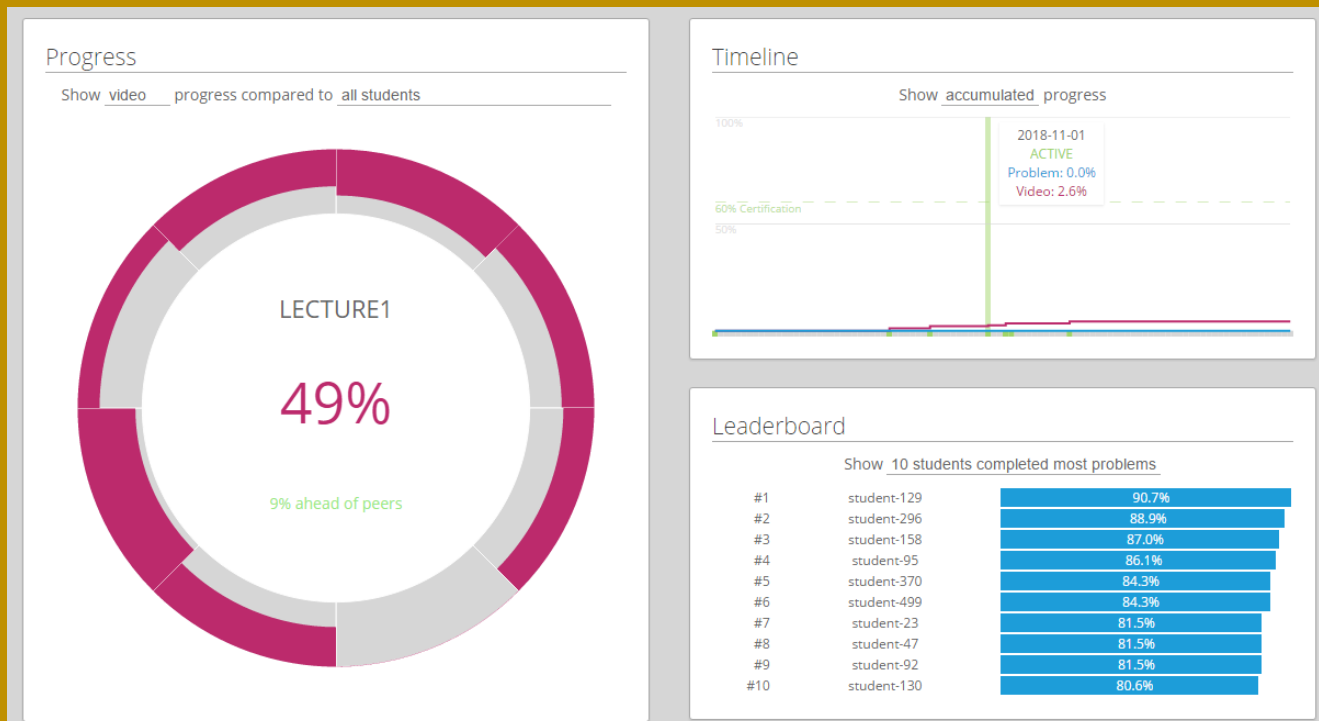 Progress
Show video progress compared to all students
LECTURE1
49%
9% ahead of peers
Timeline
Show accumulated progress
100%
2018-11-01
ACTIVE
Problem: 0.0%
Video: 2.6%
60% Certification
50%
Leaderboard
Show 10 students completed most problems
#1 student-129 90.7%
#2 student-296 88.9%
#3 student-158 87.0%
#4 student-95 86.1%
#5 student-370 84.3%
#6 student-499 84.3%
#7 student-23 81.5%
#8 student-47 81.5%
#9 student-92 81.5%
#10 student-130 80.6%